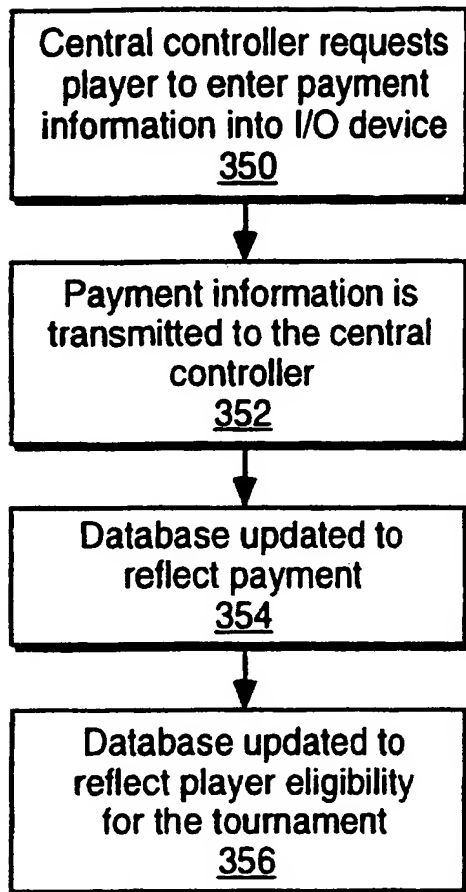 Central controller requests
player to enter payment
information into I/O device
350
Payment information is
transmitted to the central
controller
352
Database updated to
reflect payment
354
Database updated to
reflect player eligibility
for the tournament
356